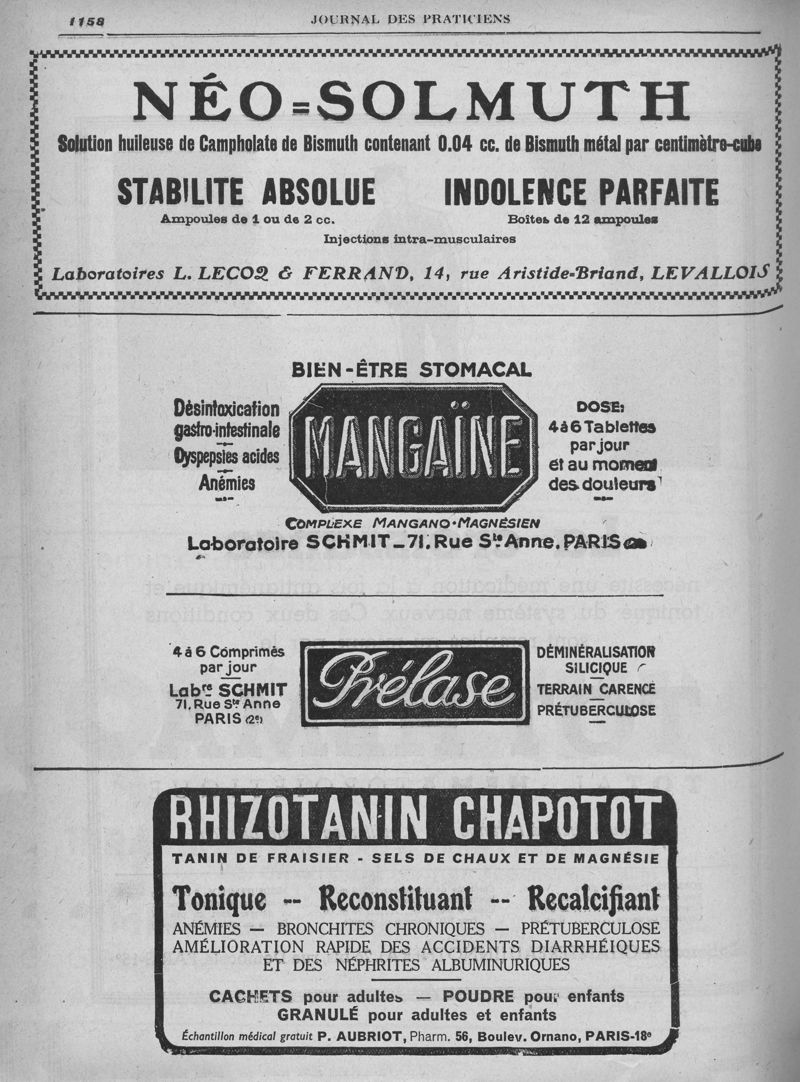 1158
JOURNAL DES PRATICIENS
NÉO=SOLMUTH
Solution huileuse de Campholate de Bismuth contenant 0.04 cc. de Bismuth métal par centimètre-cube
STABILITE ABSOLUE INDOLENCE PARFAITE
Ampoules de 1 ou de 2 cc. Boîtes de 12 ampoules
Injections intra-musculaires
Laboratoires L. LECOQ & FERRAND, 14, rue Aristide-Briand, LEVALLOIS
BIEN-ÊTRE STOMACAL
Désintoxication
gastro-intestinale
Dyspepsies acides
Anémies
MANGAÏNE
DOSE:
4 à 6 Tablettes
par jour
et au moment
des douleurs
COMPLEXE MANGANO-MAGNÉSIEN
Laboratoire SCHMIT_71, Rue Ste Anne. PARIS
4 à 6 Comprimés
par jour
Labre SCHMIT
71, Rue Ste Anne
PARIS (2e)
Prélase
DÉMINÉRALISATION
SILICIQUE
TERRAIN CARENCÉ
PRÉTUBERCULOSE
RHIZOTANIN CHAPOTOT
TANIN DE FRAISIER - SELS DE CHAUX ET DE MAGNÉSIE
Tonique -- Reconstituant -- Recalcifiant
ANÉMIES — BRONCHITES CHRONIQUES — PRÉTUBERCULOSE
AMÉLIORATION RAPIDE DES ACCIDENTS DIARRHÉIQUES
ET DES NÉPHRITES ALBUMINURIQUES
CACHETS pour adultes — POUDRE pour enfants
GRANULÉ pour adultes et enfants
Échantillon médical gratuit P. AUBRIOT, Pharm. 56, Boulev. Ornano, PARIS-18e